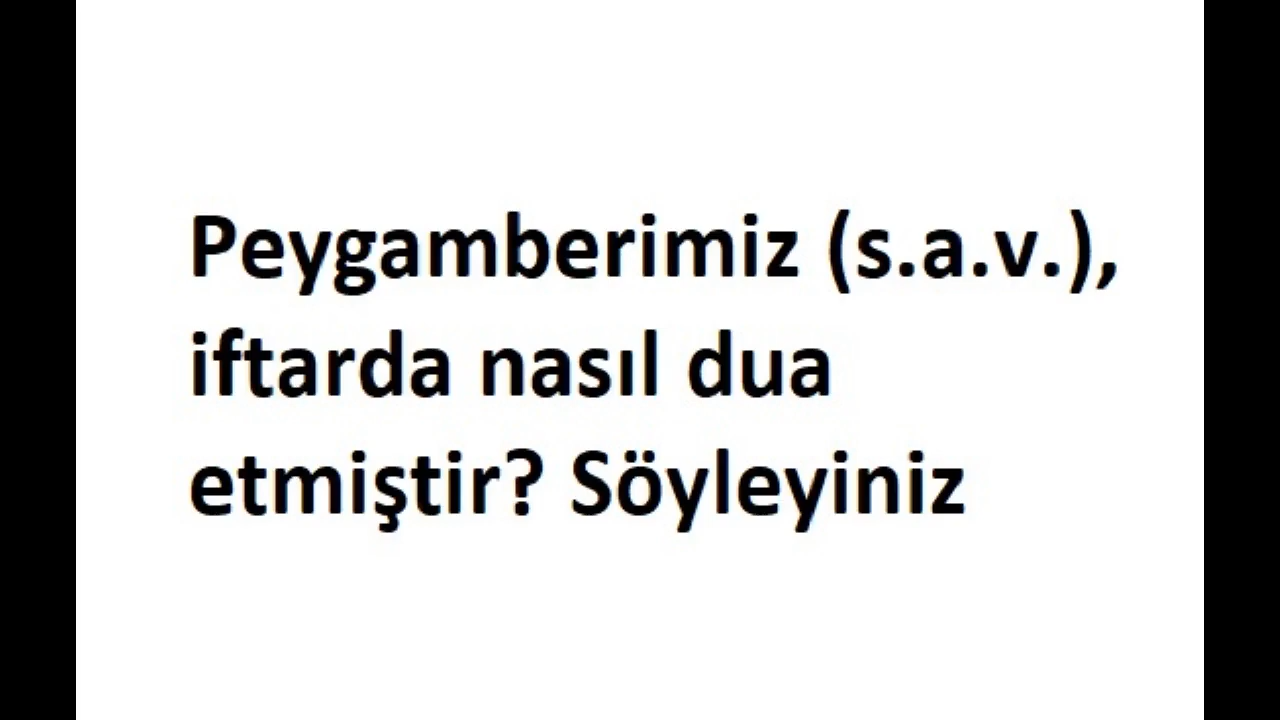 Peygamberimiz (s.a.v.),
iftarda nasıl dua
etmiştir? Söyleyiniz